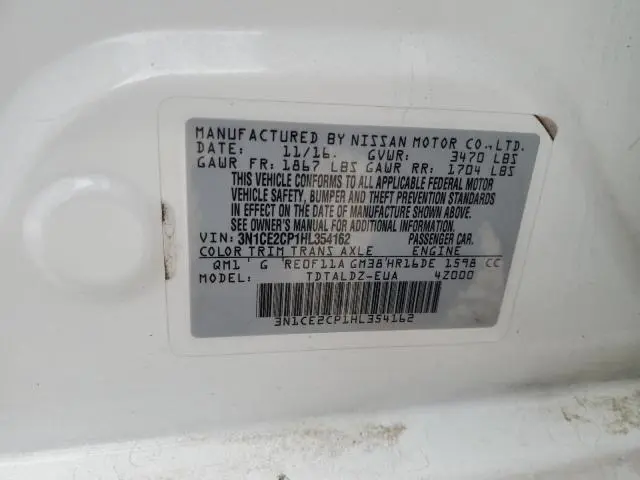 MANUFACTURED BY NISSAN MOTOR CO., LTD.
DATE: 11/16. GVWR: 3470 LBS
GAWR FR: 1867 LBS GAWR RR: 1704 LBS
THIS VEHICLE CONFORMS TO ALL APPLICABLE FEDERAL MOTOR
VEHICLE SAFETY, BUMPER AND THEFT PREVENTION STANDARDS
IN EFFECT ON THE DATE OF MANUFACTURE SHOWN ABOVE.
SEE OWNER'S MANUAL FOR ADDITIONAL INFORMATION.
VIN: 3N1CE2CP1HL354162 PASSENGER CAR.
COLOR TRIM TRANS AXLE ENGINE
QM1 ' G ' RE0F11A GM38 ' HR16DE 1598 CC
MODEL: TDTALDZ-EUA 4Z000
3N1CE2CP1HL354162